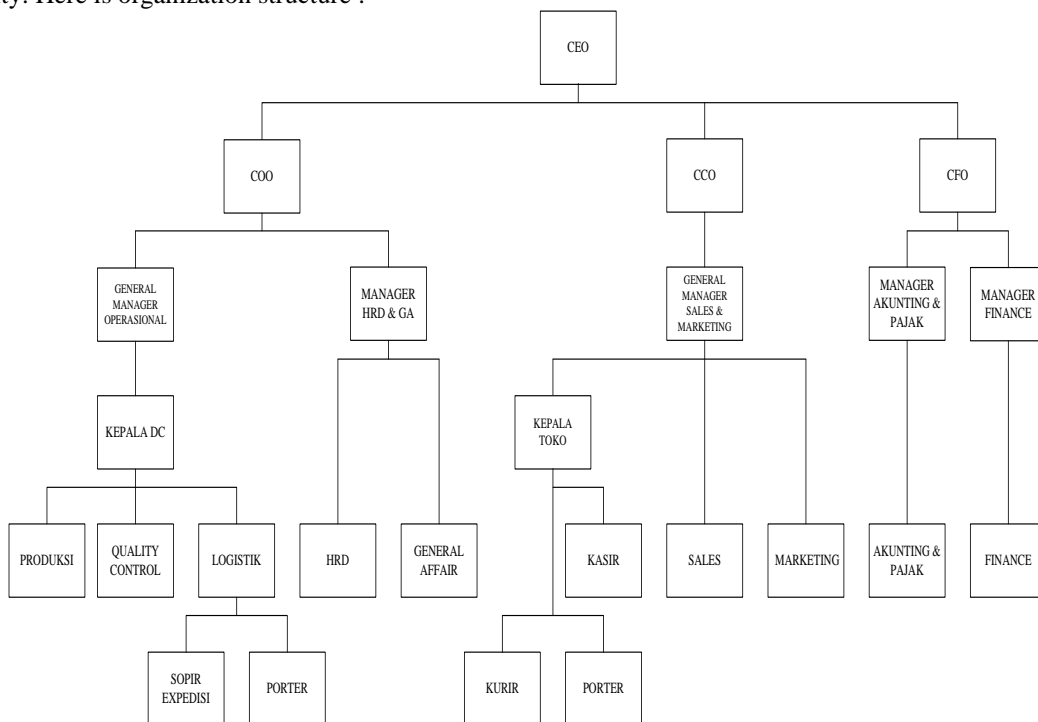 ty. Here is organization structure :
CEO
COO
CCO
CFO
GENERAL
MANAGER
OPERASIONAL
MANAGER
HRD & GA
GENERAL
MANAGER
SALES &
MARKETING
MANAGER
AKUNTING &
PAJAK
MANAGER
FINANCE
KEPALA DC
KEPALA
TOKO
PRODUKSI
QUALITY
CONTROL
LOGISTIK
HRD
GENERAL
AFFAIR
KASIR
SALES
MARKETING
AKUNTING &
PAJAK
FINANCE
SOPIR
EXPEDISI
PORTER
KURIR
PORTER